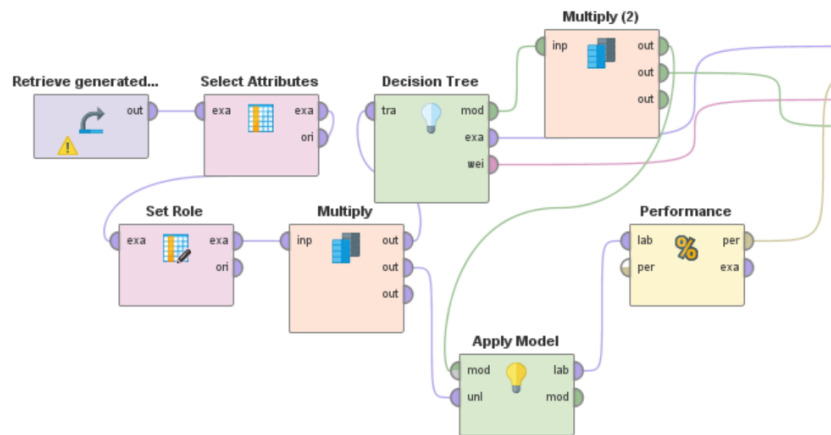 Multiply (2)
inp
out
out
out
Retrieve generated...
out
Select Attributes
exa
exa
ori
Decision Tree
tra
mod
exa
wei
Set Role
exa
exa
ori
Multiply
inp
out
out
out
Performance
lab
per
per
exa
%
Apply Model
mod
lab
unl
mod